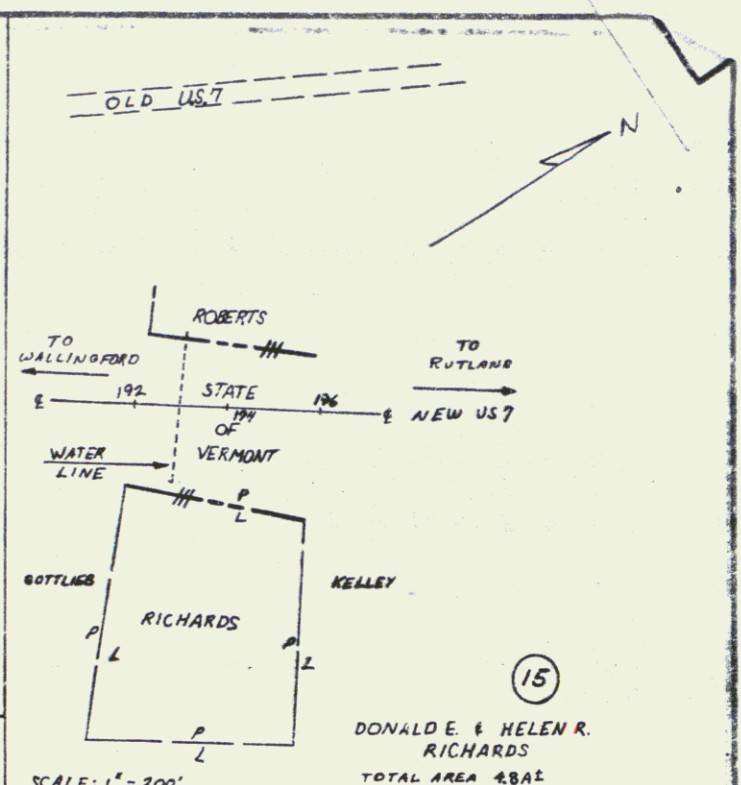 OLD US.7
N
ROBERTS
TO
WALLINGFORD
TO
RUTLAND
192
STATE
196
℄
194
℄
NEW US 7
OF
WATER
LINE
VERMONT
P
L
GOTTLIEB
KELLEY
RICHARDS
P
L
P
L
15
P
L
DONALD E. & HELEN R.
RICHARDS
SCALE: 1" = 200'
TOTAL AREA 4.8A±